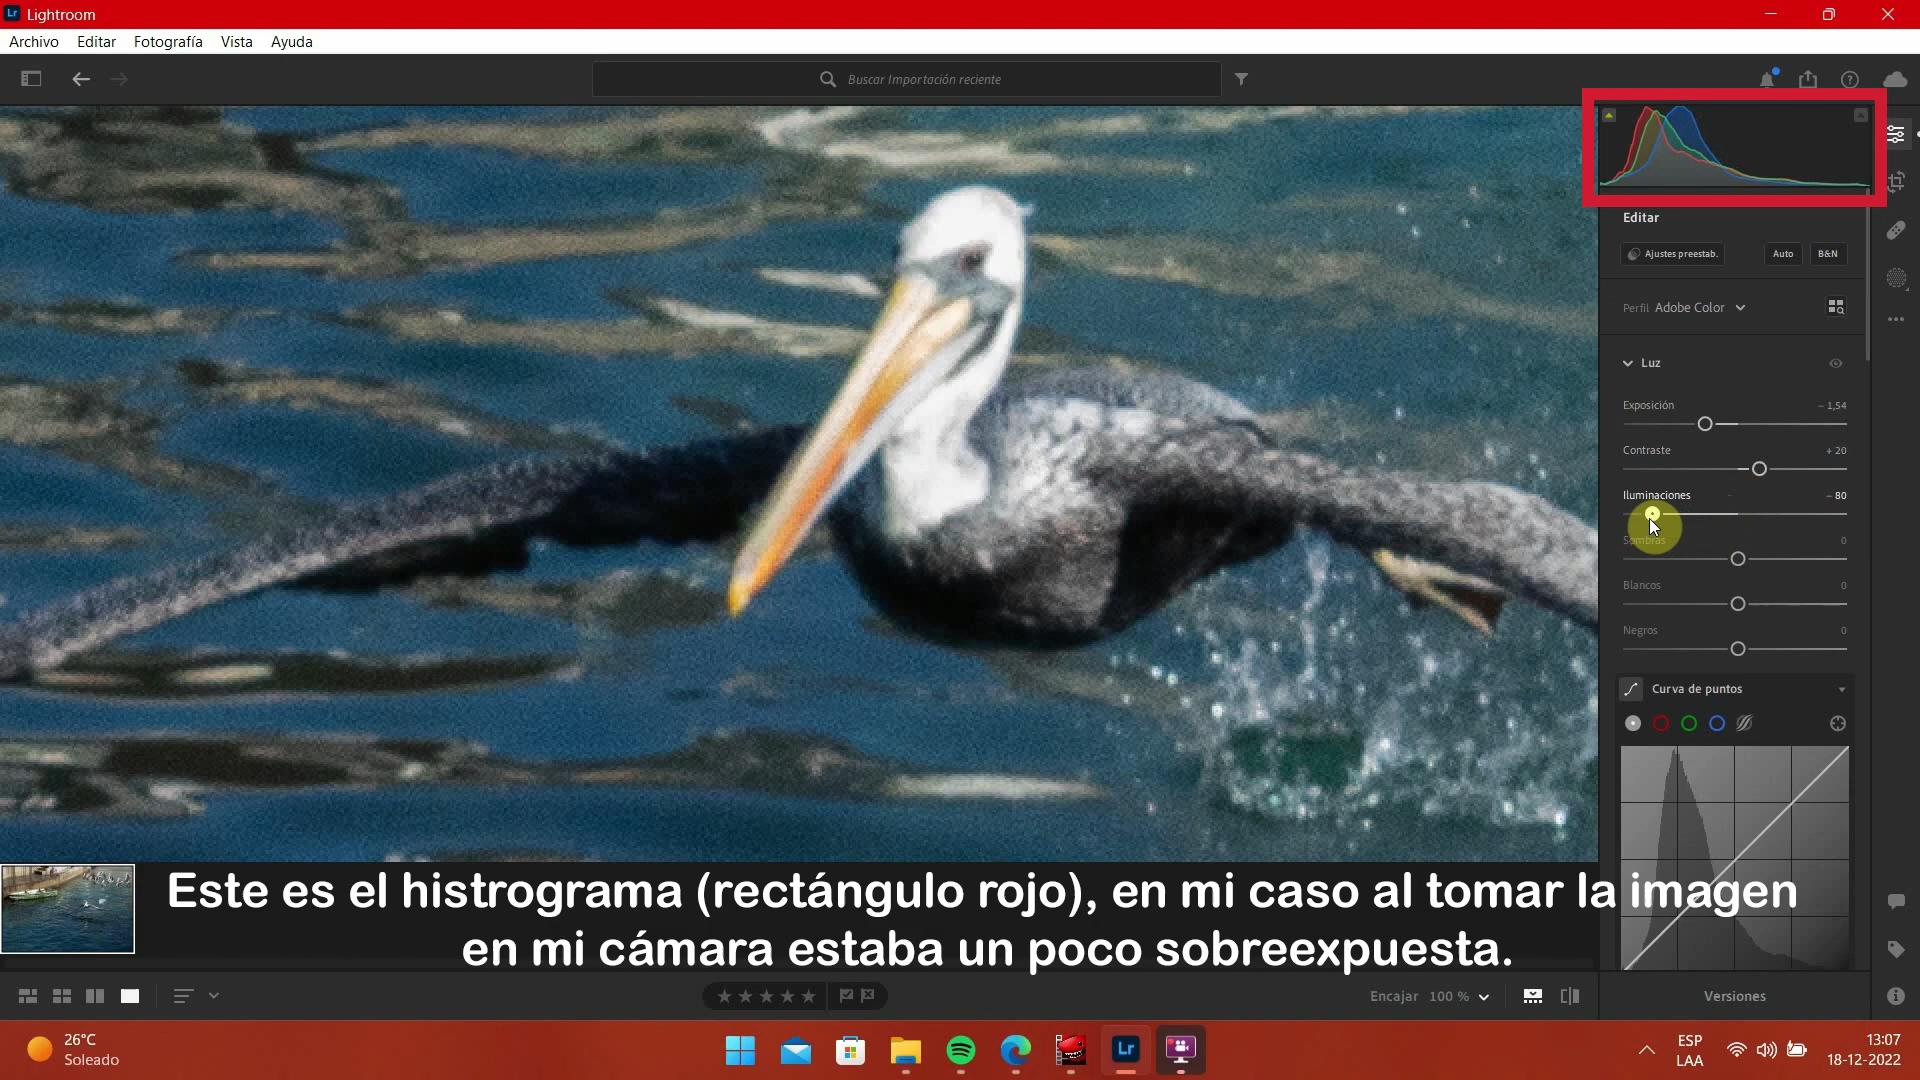 Lr Lightroom
Archivo Editar Fotografía Vista Ayuda
Buscar Importación reciente
Editar
Ajustes preestab. Auto B&N
Perfil Adobe Color
Luz
Exposición − 1,54
Contraste + 20
Iluminaciones − 80
Sombras 0
Blancos 0
Negros 0
Curva de puntos
Este es el histrograma (rectángulo rojo), en mi caso al tomar la imagen
en mi cámara estaba un poco sobreexpuesta.
Encajar 100 %
Versiones
26°C
Soleado
Lr
ESP
LAA
13:07
18-12-2022